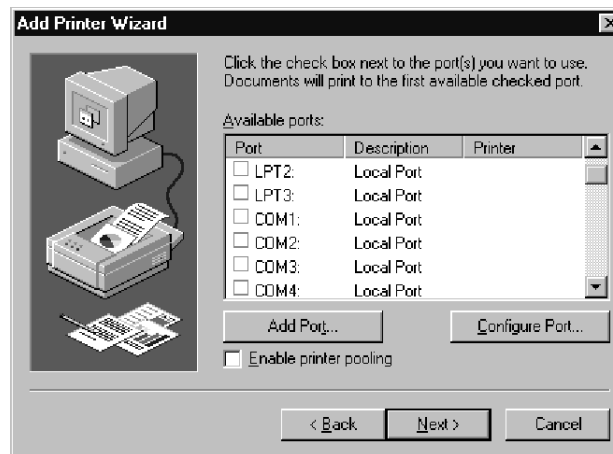 Add Printer Wizard
Click the check box next to the port(s) you want to use.
Documents will print to the first available checked port.
Available ports:
Port Description Printer
LPT2: Local Port
LPT3: Local Port
COM1: Local Port
COM2: Local Port
COM3: Local Port
COM4: Local Port
Add Port... Configure Port...
Enable printer pooling
< Back Next > Cancel